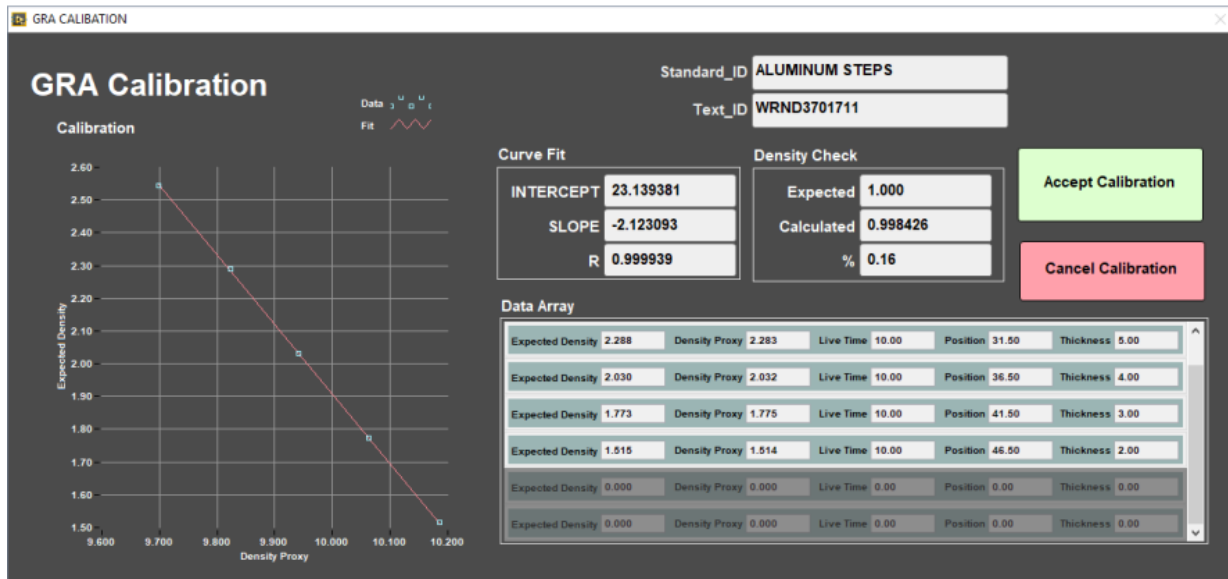 GRA CALIBATION
GRA Calibration
Standard_ID ALUMINUM STEPS
Text_ID WRND3701711
Data
Fit
Calibration
2.60
2.50
2.40
2.30
2.20
2.10
2.00
1.90
1.80
1.70
1.60
1.50
Expected Density
9.600 9.700 9.800 9.900 10.000 10.100 10.200
Density Proxy
Curve Fit
INTERCEPT 23.139381
SLOPE -2.123093
R 0.999939
Density Check
Expected 1.000
Calculated 0.998426
% 0.16
Accept Calibration
Cancel Calibration
Data Array
Expected Density 2.288 Density Proxy 2.283 Live Time 10.00 Position 31.50 Thickness 5.00
Expected Density 2.030 Density Proxy 2.032 Live Time 10.00 Position 36.50 Thickness 4.00
Expected Density 1.773 Density Proxy 1.775 Live Time 10.00 Position 41.50 Thickness 3.00
Expected Density 1.515 Density Proxy 1.514 Live Time 10.00 Position 46.50 Thickness 2.00
Expected Density 0.000 Density Proxy 0.000 Live Time 0.00 Position 0.00 Thickness 0.00
Expected Density 0.000 Density Proxy 0.000 Live Time 0.00 Position 0.00 Thickness 0.00